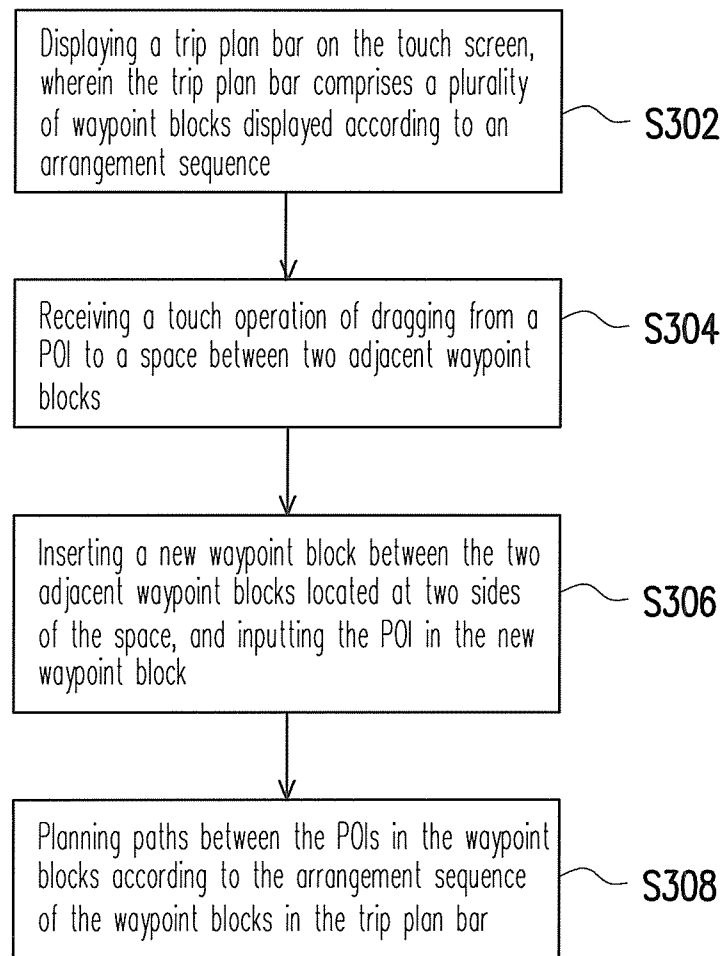 Displaying a trip plan bar on the touch screen,
wherein the trip plan bar comprises a plurality
of waypoint blocks displayed according to an
arrangement sequence
S302
Receiving a touch operation of dragging from a
POI to a space between two adjacent waypoint
blocks
S304
Inserting a new waypoint block between the two
adjacent waypoint blocks located at two sides
of the space, and inputting the POI in the new
waypoint block
S306
Planning paths between the POIs in the waypoint
blocks according to the arrangement sequence
of the waypoint blocks in the trip plan bar
S308